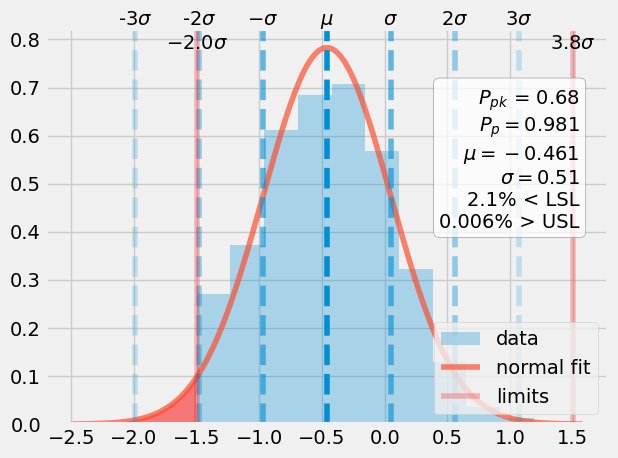 -3σ -2σ −σ μ σ 2σ 3σ
−2.0σ 3.8σ
0.8
0.7
0.6
0.5
0.4
0.3
0.2
0.1
0.0
P_pk = 0.68
P_p = 0.981
μ = −0.461
σ = 0.51
2.1% < LSL
0.006% > USL
data
normal fit
limits
−2.5 −2.0 −1.5 −1.0 −0.5 0.0 0.5 1.0 1.5